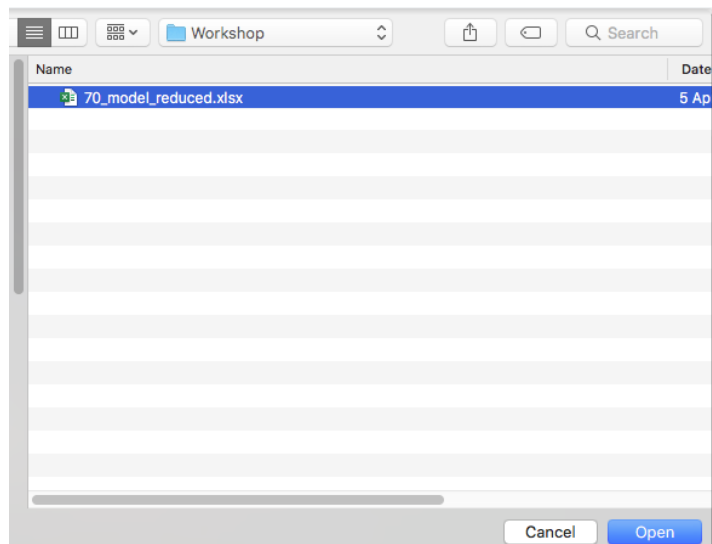 Workshop
Search
Name Date
70_model_reduced.xlsx 5 Ap
Cancel Open